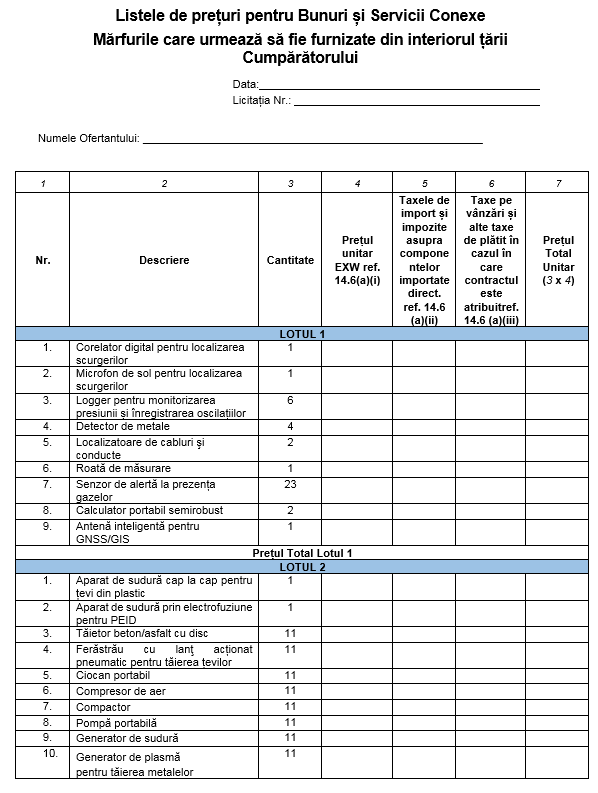 Listele de prețuri pentru Bunuri și Servicii Conexe
Mărfurile care urmează să fie furnizate din interiorul țării
Cumpărătorului
Data:
Licitația Nr.:
Numele Ofertantului:
1 2 3 4 5 6 7
Nr. Descriere Cantitate Prețul unitar EXW ref. 14.6(a)(i) Taxele de import și impozite asupra compone ntelor importate direct. ref. 14.6 (a)(ii) Taxe pe vânzări și alte taxe de plătit în cazul în care contractul este atribuitref. 14.6 (a)(iii) Prețul Total Unitar (3 x 4)
LOTUL 1
1. Corelator digital pentru localizarea 1
scurgerilor
2. Microfon de sol pentru localizarea 1
scurgerilor
3. Logger pentru monitorizarea 6
presiunii și înregistrarea oscilațiilor
4. Detector de metale 4
5. Localizatoare de cabluri şi 2
conducte
6. Roată de măsurare 1
7. Senzor de alertă la prezența 23
gazelor
8. Calculator portabil semirobust 2
9. Antenă inteligentă pentru 1
GNSS/GIS
Prețul Total Lotul 1
LOTUL 2
1. Aparat de sudură cap la cap pentru 1
țevi din plastic
2. Aparat de sudură prin electrofuziune 1
pentru PEID
3. Tăietor beton/asfalt cu disc 11
4. Ferăstrău cu lanţ acționat 11
pneumatic pentru tăierea țevilor
5. Ciocan portabil 11
6. Compresor de aer 11
7. Compactor 11
8. Pompă portabilă 11
9. Generator de sudură 11
10. Generator de plasmă 11
pentru tăierea metalelor